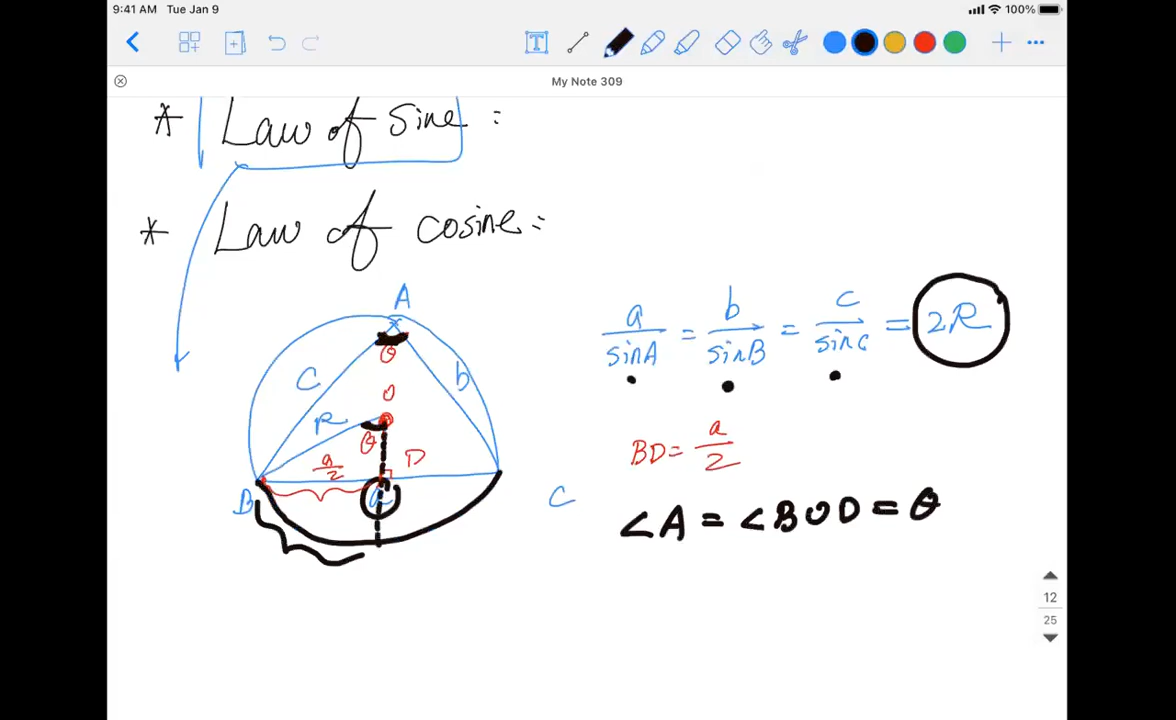 9:41 AM Tue Jan 9
100%
T
My Note 309
* Law of Sine :
* Law of cosine :
A
θ
C
b
O
R
θ
a/2
D
B
a
C
a/sinA = b/sinB = c/sinC = 2R
BD = a/2
∠A = ∠BOD = θ
12
25